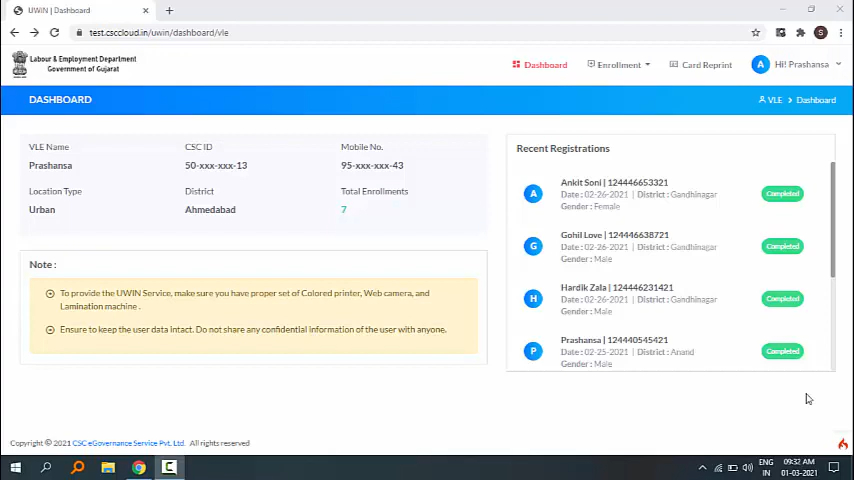 UWIN | Dashboard
test.csccloud.in/uwin/dashboard/vle
S
Labour & Employment Department
Government of Gujarat
Dashboard
Enrollment
Card Reprint
A
Hi! Prashansa
DASHBOARD
VLE > Dashboard
VLE Name
CSC ID
Mobile No.
Prashansa
50-xxx-xxx-13
95-xxx-xxx-43
Location Type
District
Total Enrollments
Urban
Ahmedabad
7
Note :
To provide the UWIN Service, make sure you have proper set of Colored printer, Web camera, and
Lamination machine .
Ensure to keep the user data intact. Do not share any confidential information of the user with anyone.
Recent Registrations
A
Ankit Soni | 124446653321
Date : 02-26-2021 | District : Gandhinagar
Gender : Female
Completed
G
Gohil Love | 124446638721
Date : 02-26-2021 | District : Gandhinagar
Gender : Male
Completed
H
Hardik Zala | 124446231421
Date : 02-26-2021 | District : Gandhinagar
Gender : Male
Completed
P
Prashansa | 124440545421
Date : 02-25-2021 | District : Anand
Gender : Male
Completed
Copyright © 2021 CSC eGovernance Service Pvt. Ltd. All rights reserved
ENG
IN
09:32 AM
01-03-2021